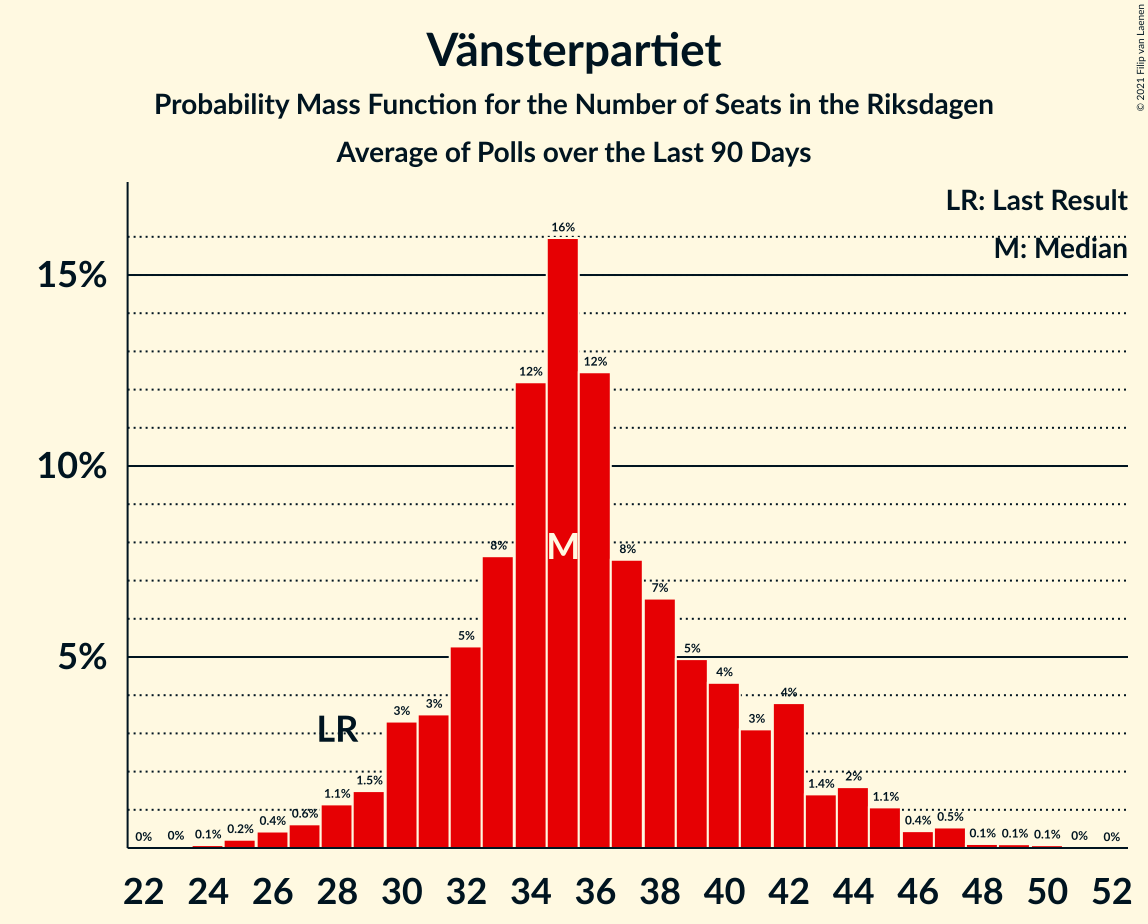 Vänsterpartiet
Probability Mass Function for the Number of Seats in the Riksdagen
Average of Polls over the Last 90 Days
© 2021 Filip van Laenen
LR: Last Result
M: Median
15%
10%
5%
0% 0% 0.1% 0.2% 0.4% 0.6% 1.1% 1.5% 3% 3% 5% 8% 12% 16% 12% 8% 7% 5% 4% 3% 4% 1.4% 2% 1.1% 0.4% 0.5% 0.1% 0.1% 0.1% 0% 0%
LR
M
22 24 26 28 30 32 34 36 38 40 42 44 46 48 50 52